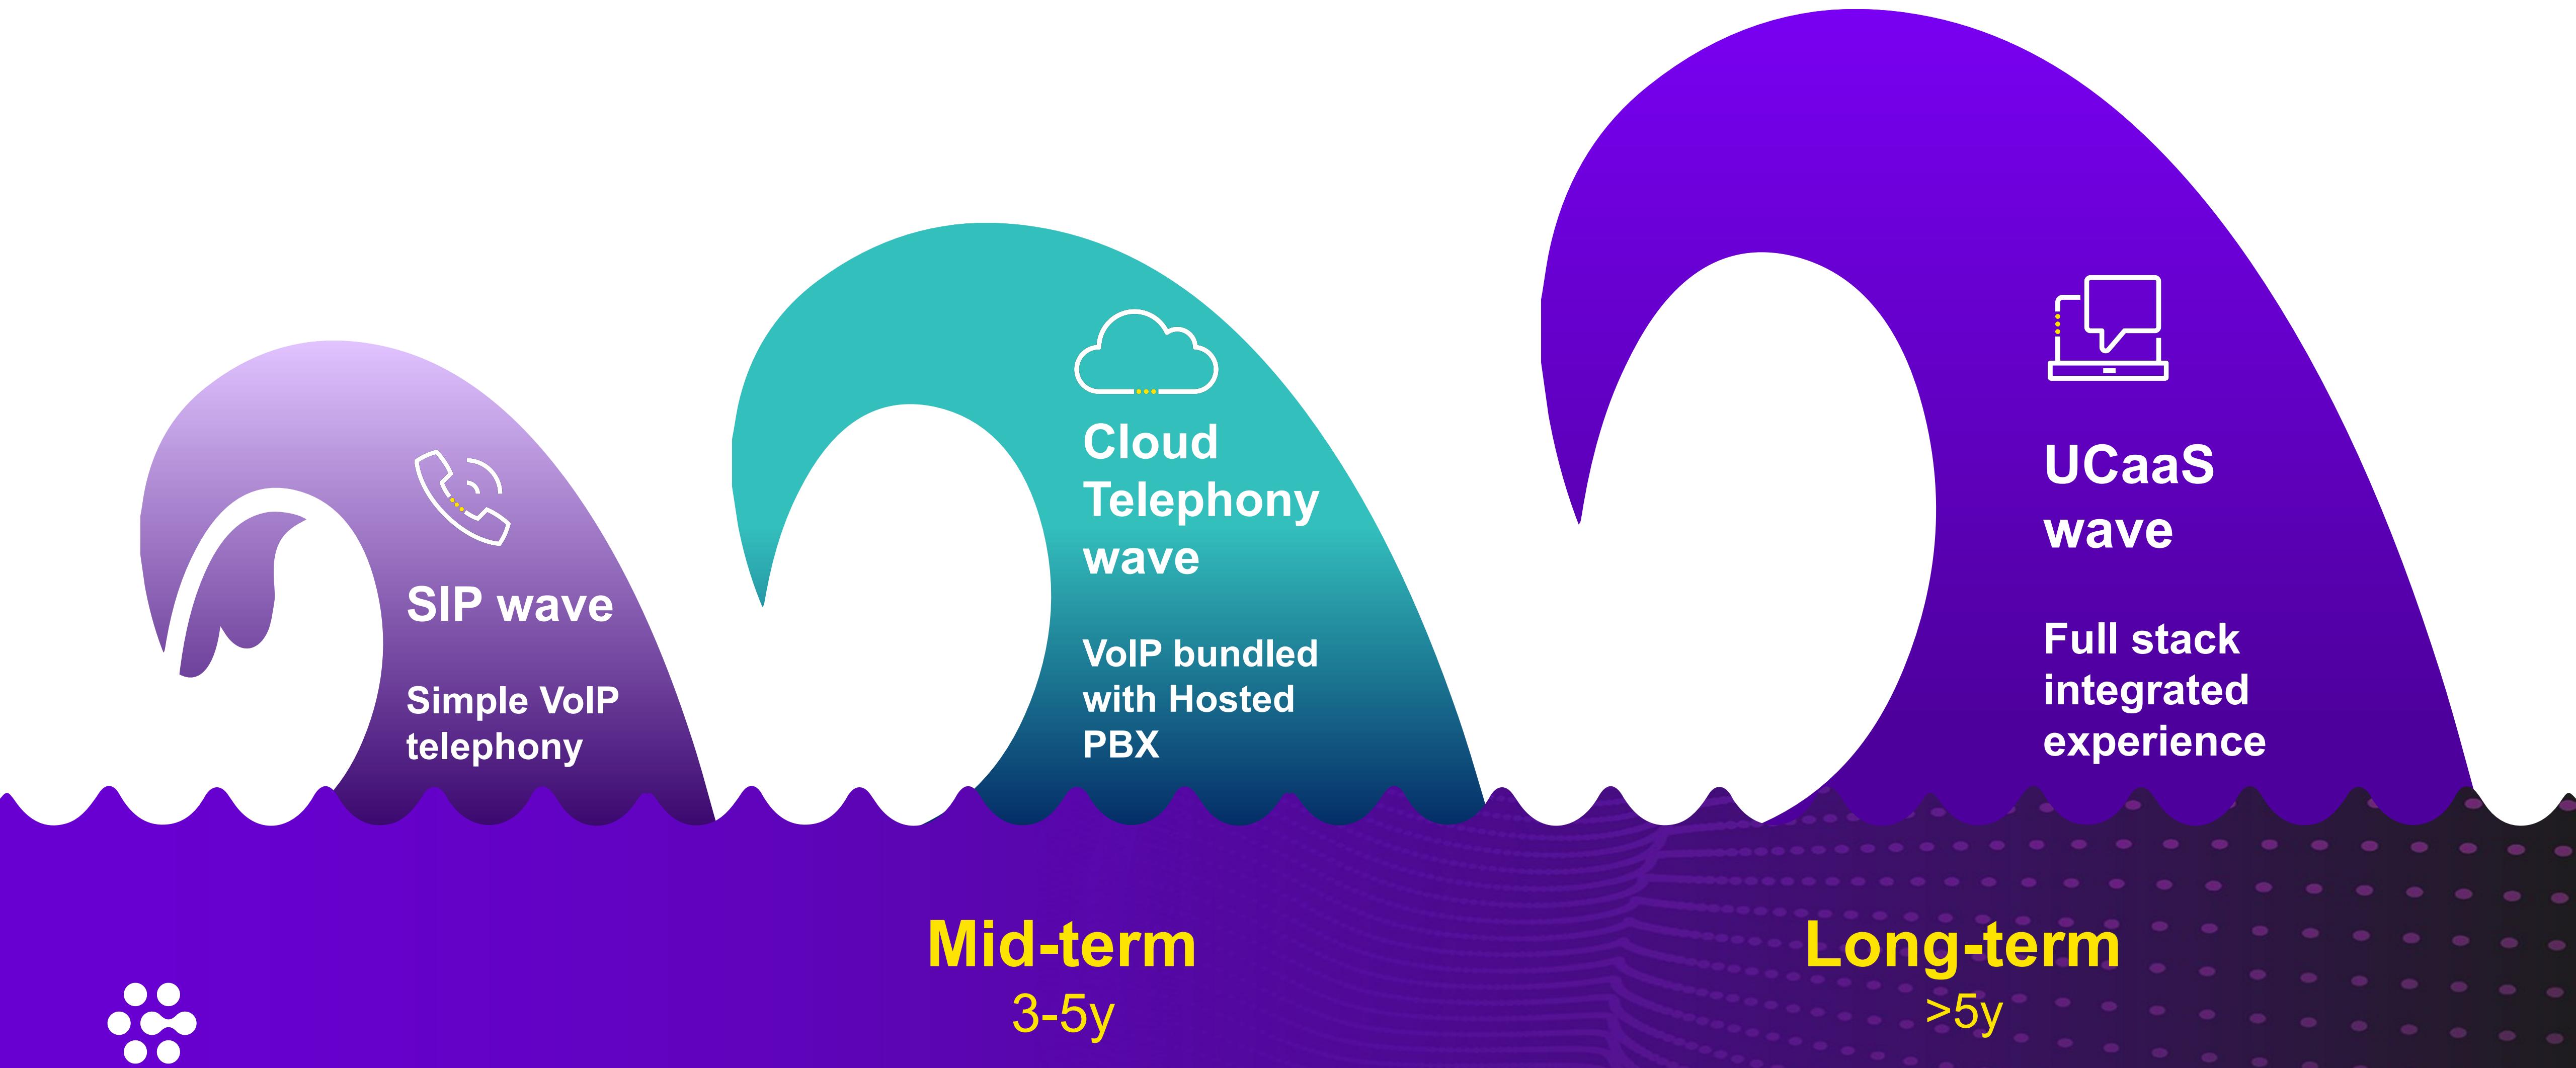 SIP wave
Simple VoIP
telephony
Cloud
Telephony
wave
VoIP bundled
with Hosted
PBX
UCaaS
wave
Full stack
integrated
experience
Mid-term
3-5y
Long-term
>5y